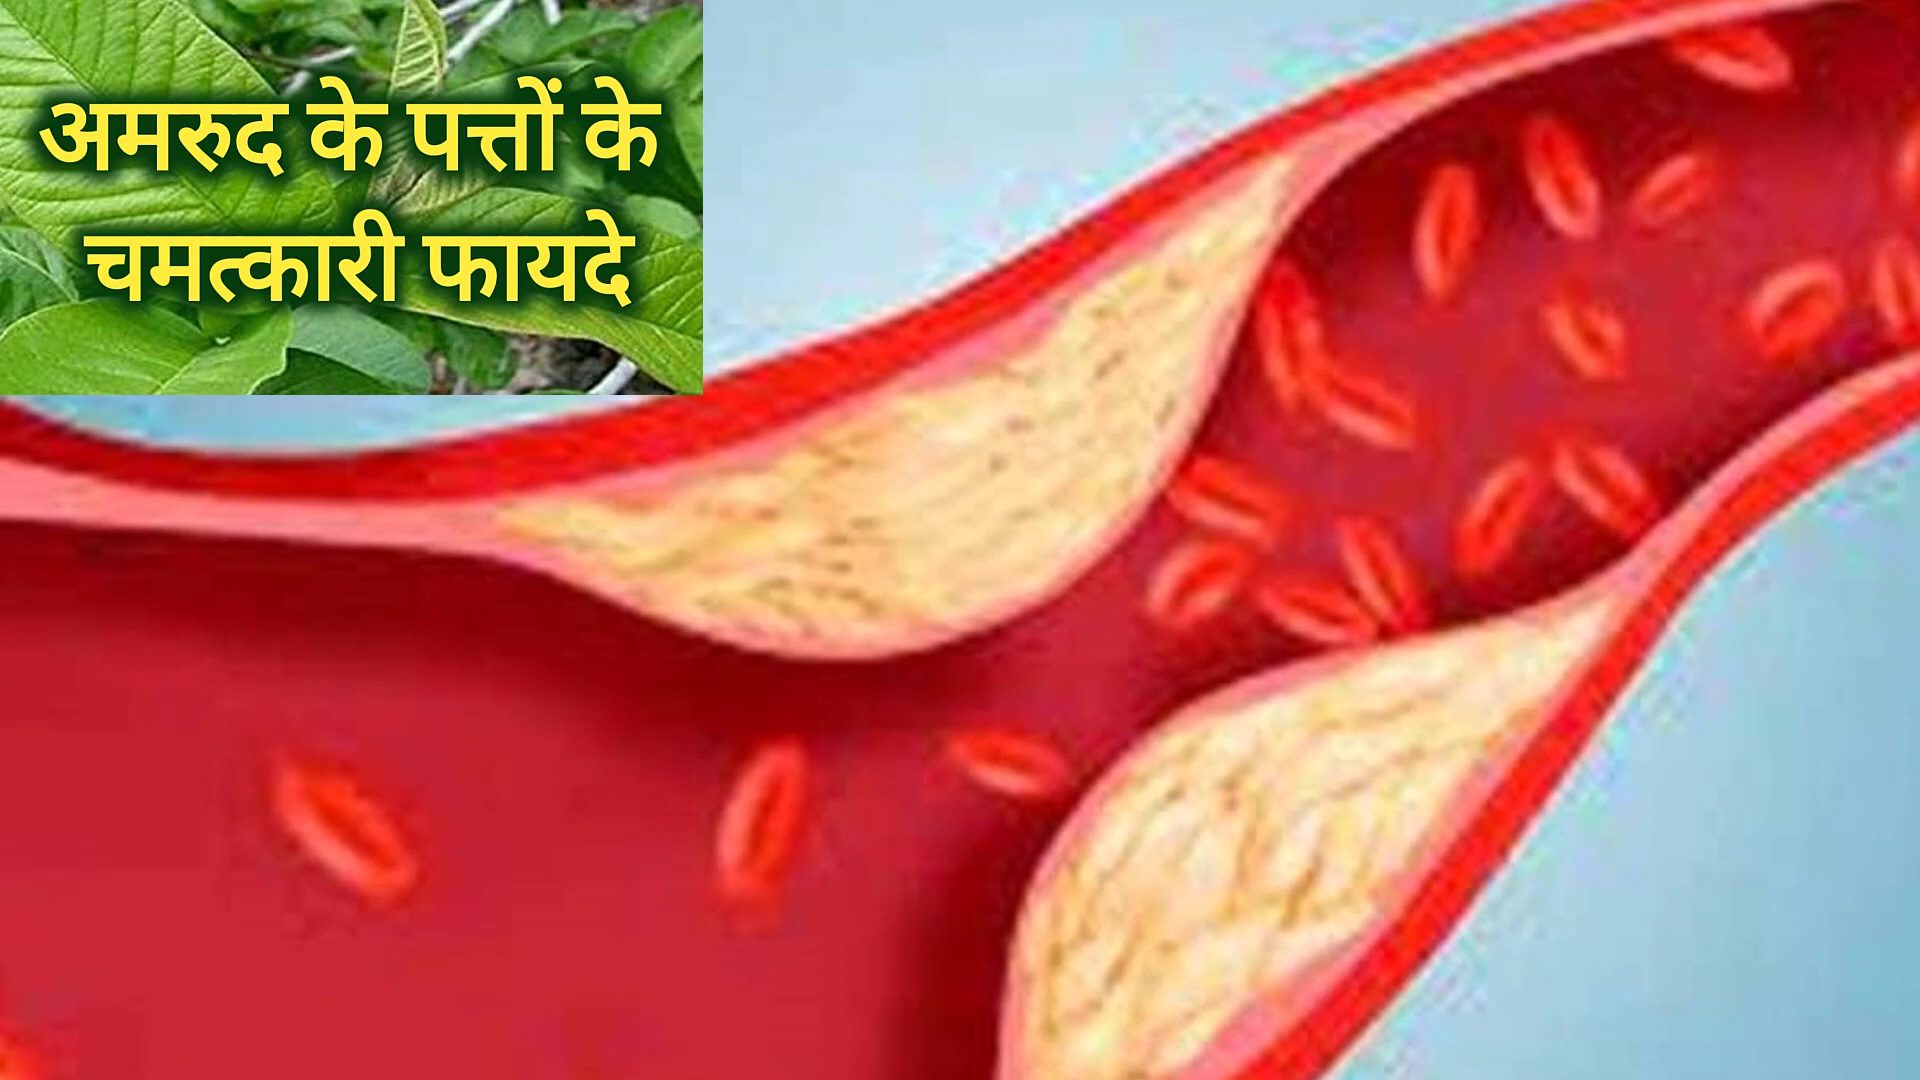 अमरुद के पत्तों के
चमत्कारी फायदे